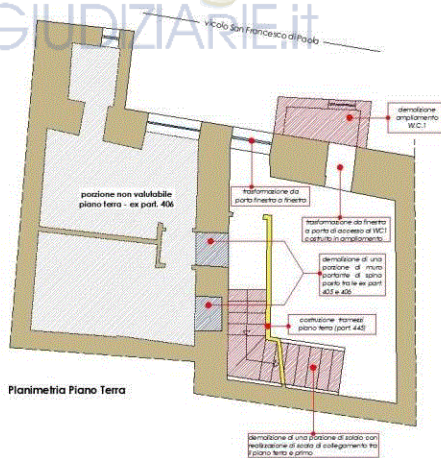 GIUDIZIARIE.it
vicolo San Francesco di Paola
demolizione
ampliamento
W.C.1
porzione non valutabile
piano terra - ex part. 406
trasformazione da
porta finestra a finestra
trasformazione da finestra
a porta di accesso al WC1
costruito in ampliamento
demolizione di una
porzione di muro
portante di spina
posto tra le ex part.
405 e 406
costruzione tramezzi
piano terra (part. 445)
Planimetria Piano Terra
demolizione di una porzione di solaio con
realizzazione di scala di collegamento tra
il piano terra e primo